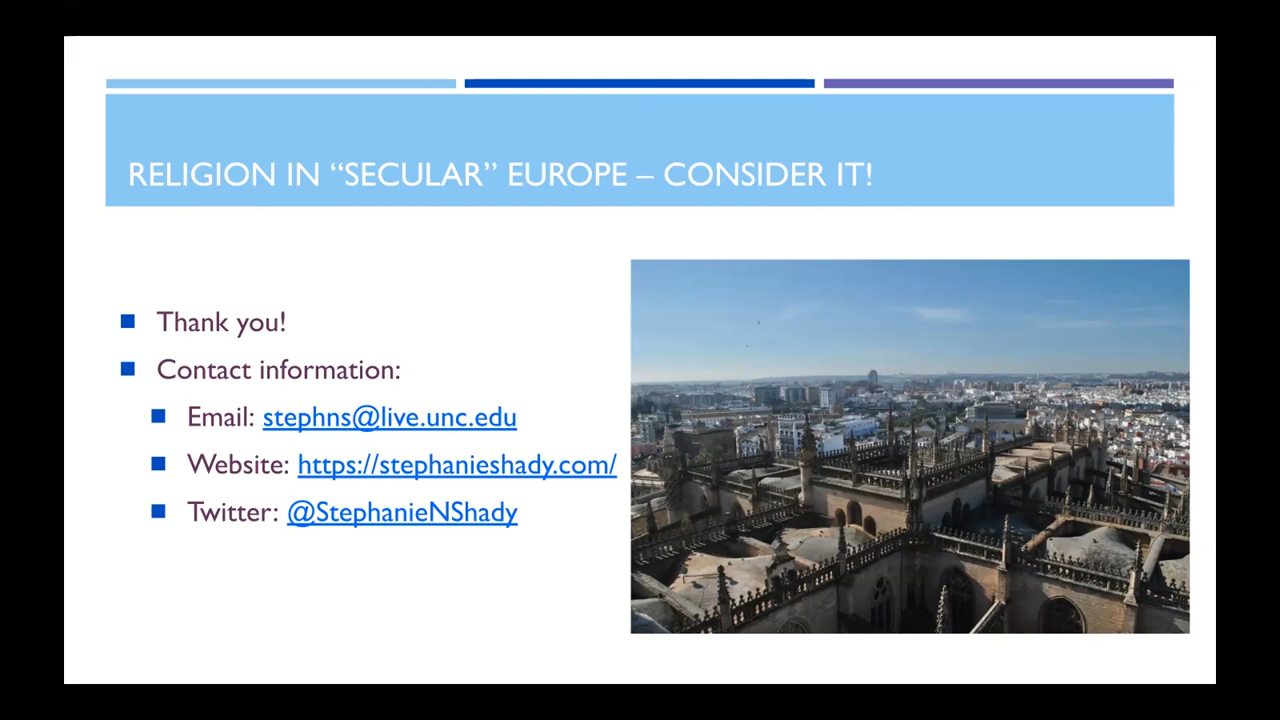 RELIGION IN “SECULAR” EUROPE – CONSIDER IT!
Thank you!
Contact information:
Email: stephns@live.unc.edu
Website: https://stephanieshady.com/
Twitter: @StephanieNShady